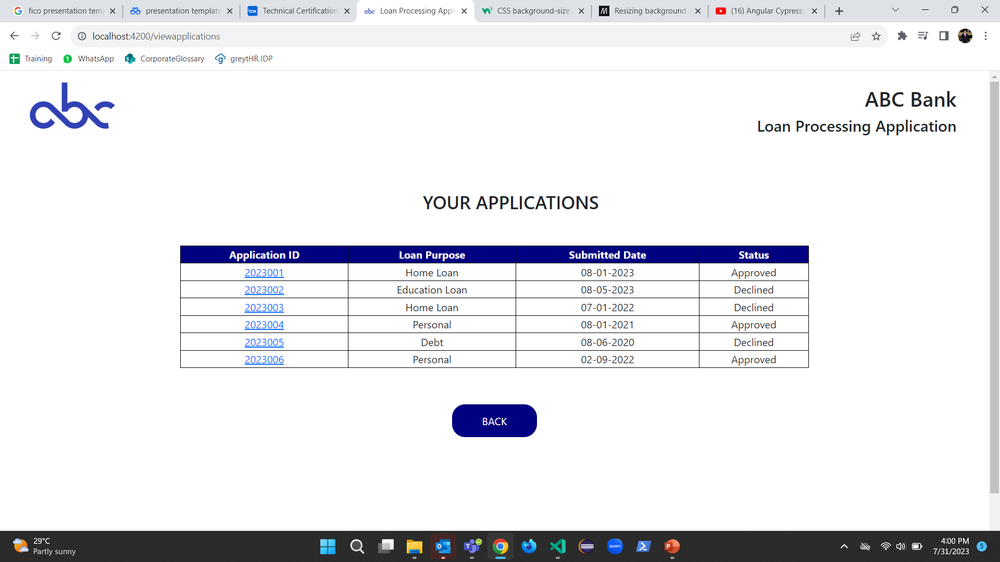 fico presentation tem
presentation template
Technical Certification
Loan Processing Appli
CSS background-size
Resizing background
(16) Angular Cypress:
localhost:4200/viewapplications
Training
WhatsApp
CorporateGlossary
greytHR IDP
abc
ABC Bank
Loan Processing Application
YOUR APPLICATIONS
Application ID Loan Purpose Submitted Date Status
2023001 Home Loan 08-01-2023 Approved
2023002 Education Loan 08-05-2023 Declined
2023003 Home Loan 07-01-2022 Declined
2023004 Personal 08-01-2021 Approved
2023005 Debt 08-06-2020 Declined
2023006 Personal 02-09-2022 Approved
BACK
29°C
Partly sunny
zoom
4:00 PM
7/31/2023
5